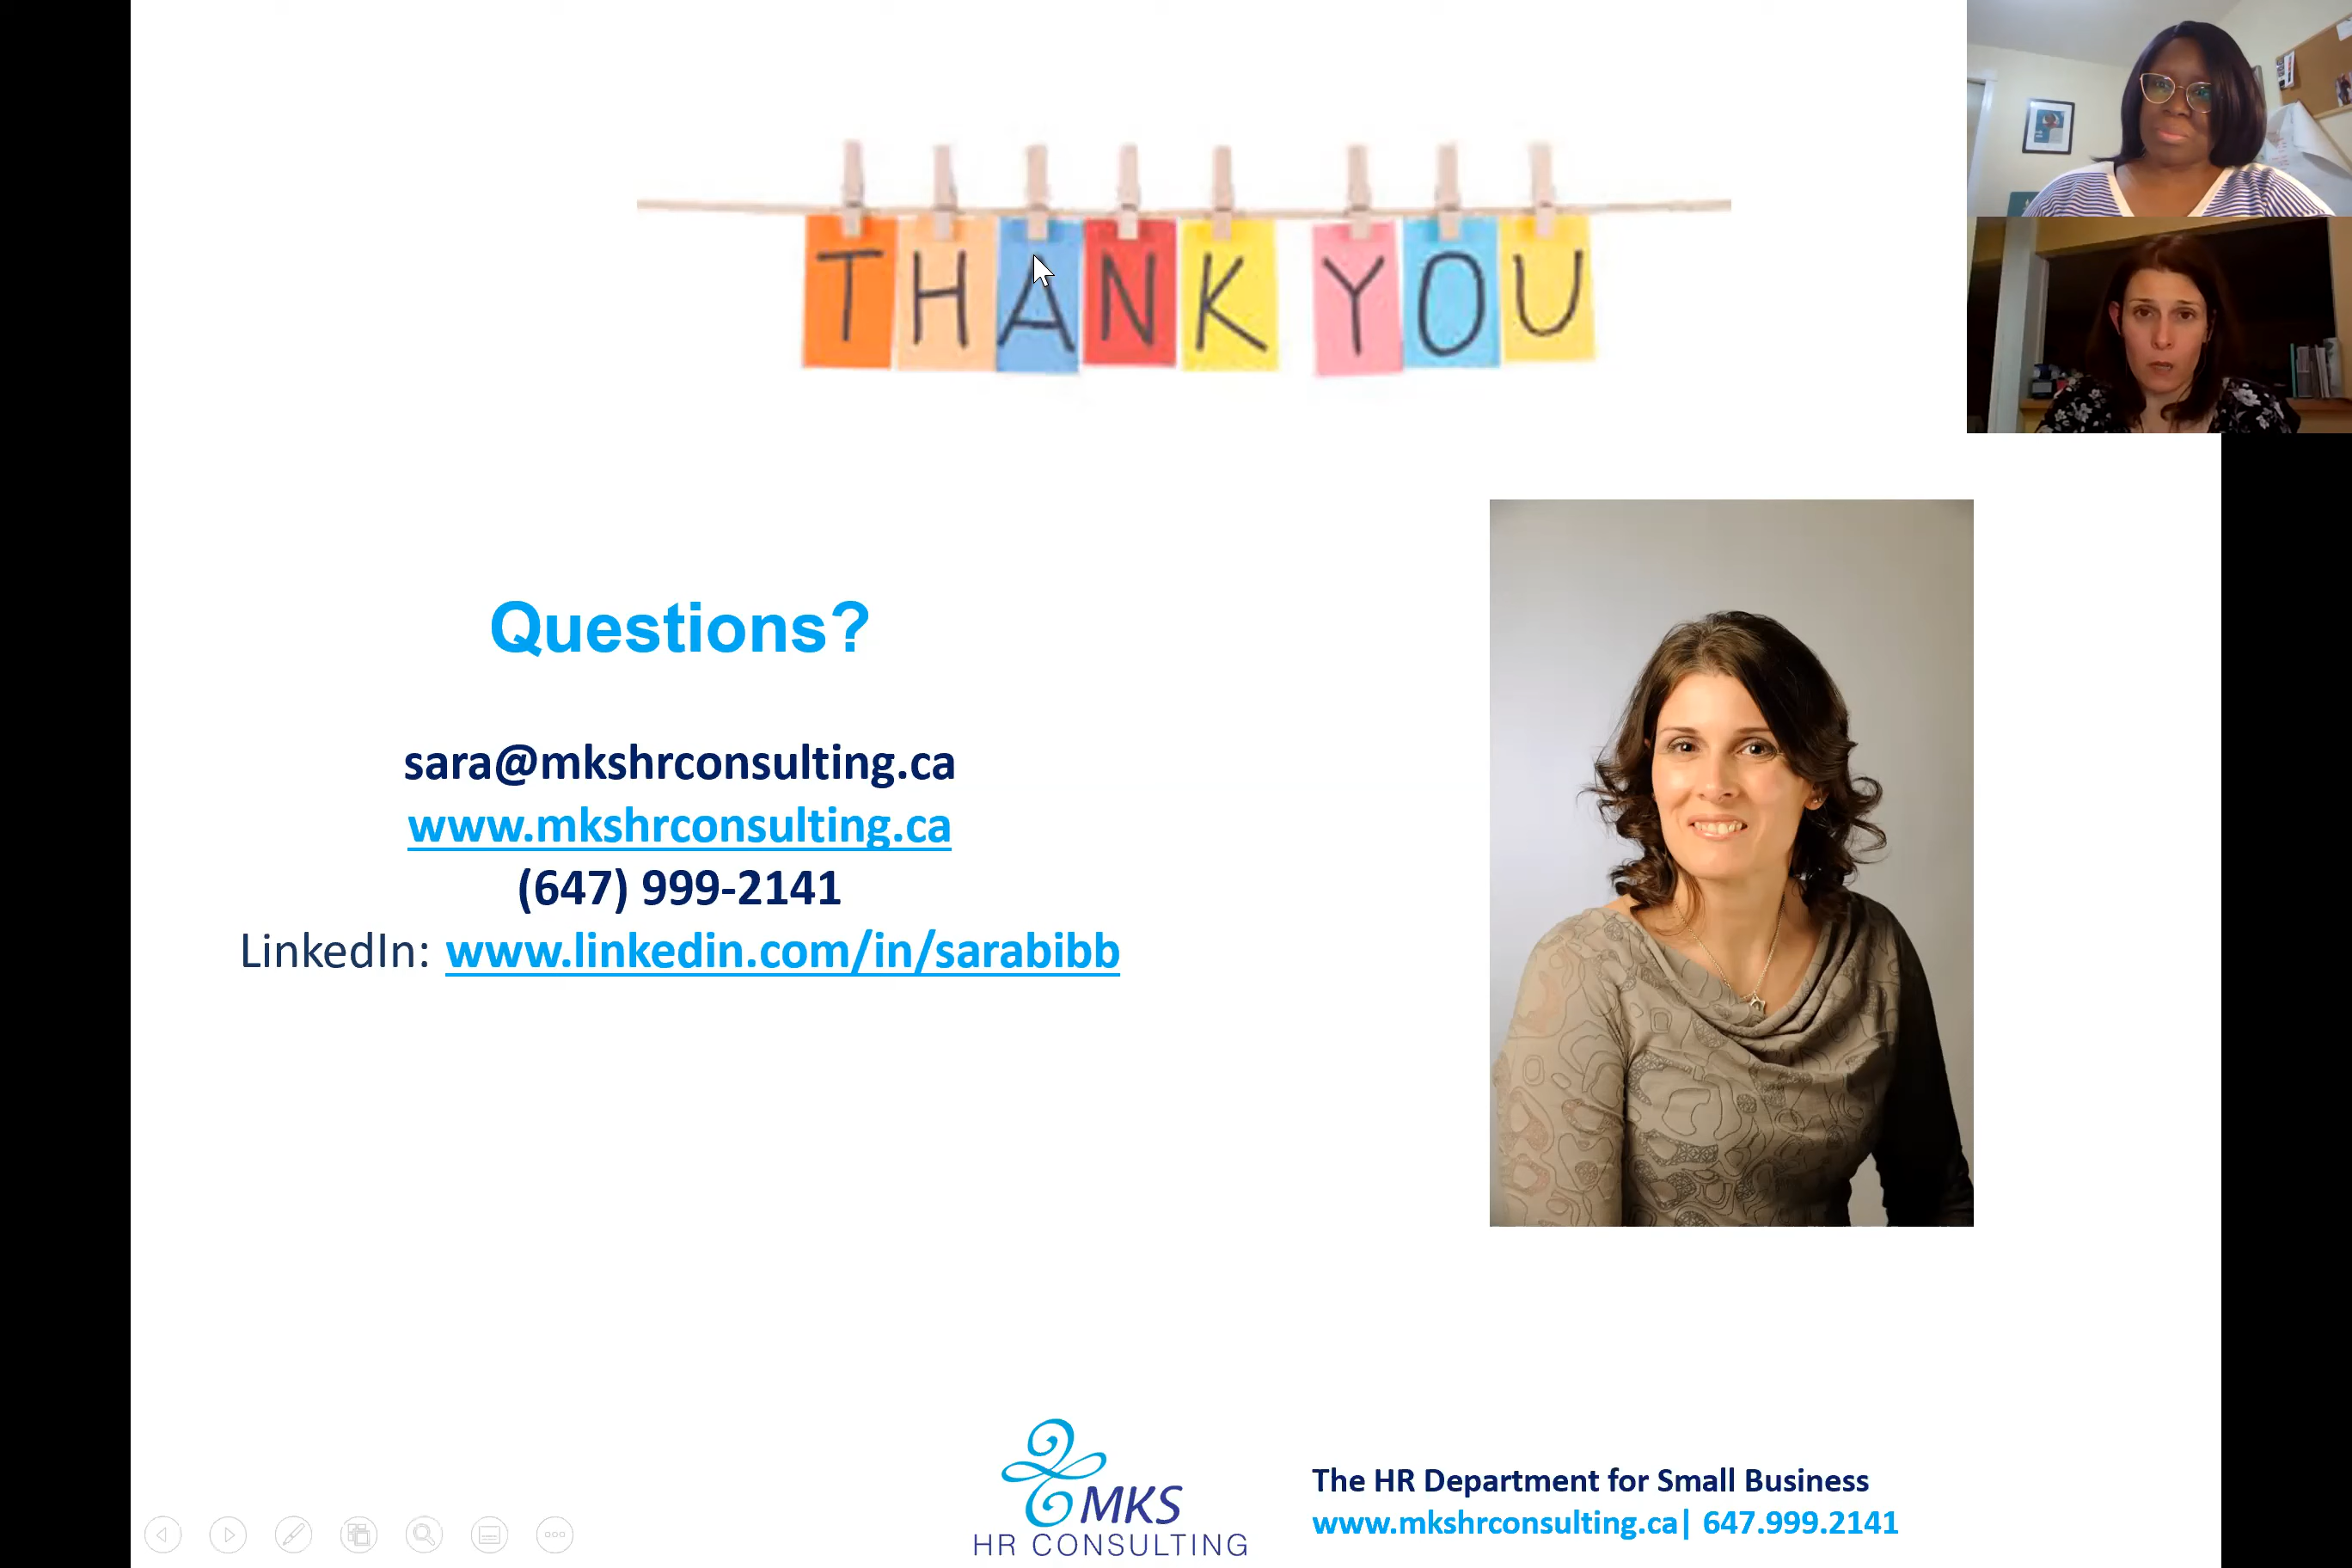 THANK YOU
Questions?
sara@mkshrconsulting.ca
www.mkshrconsulting.ca
(647) 999-2141
LinkedIn: www.linkedin.com/in/sarabibb
MKS
HR CONSULTING
The HR Department for Small Business
www.mkshrconsulting.ca| 647.999.2141